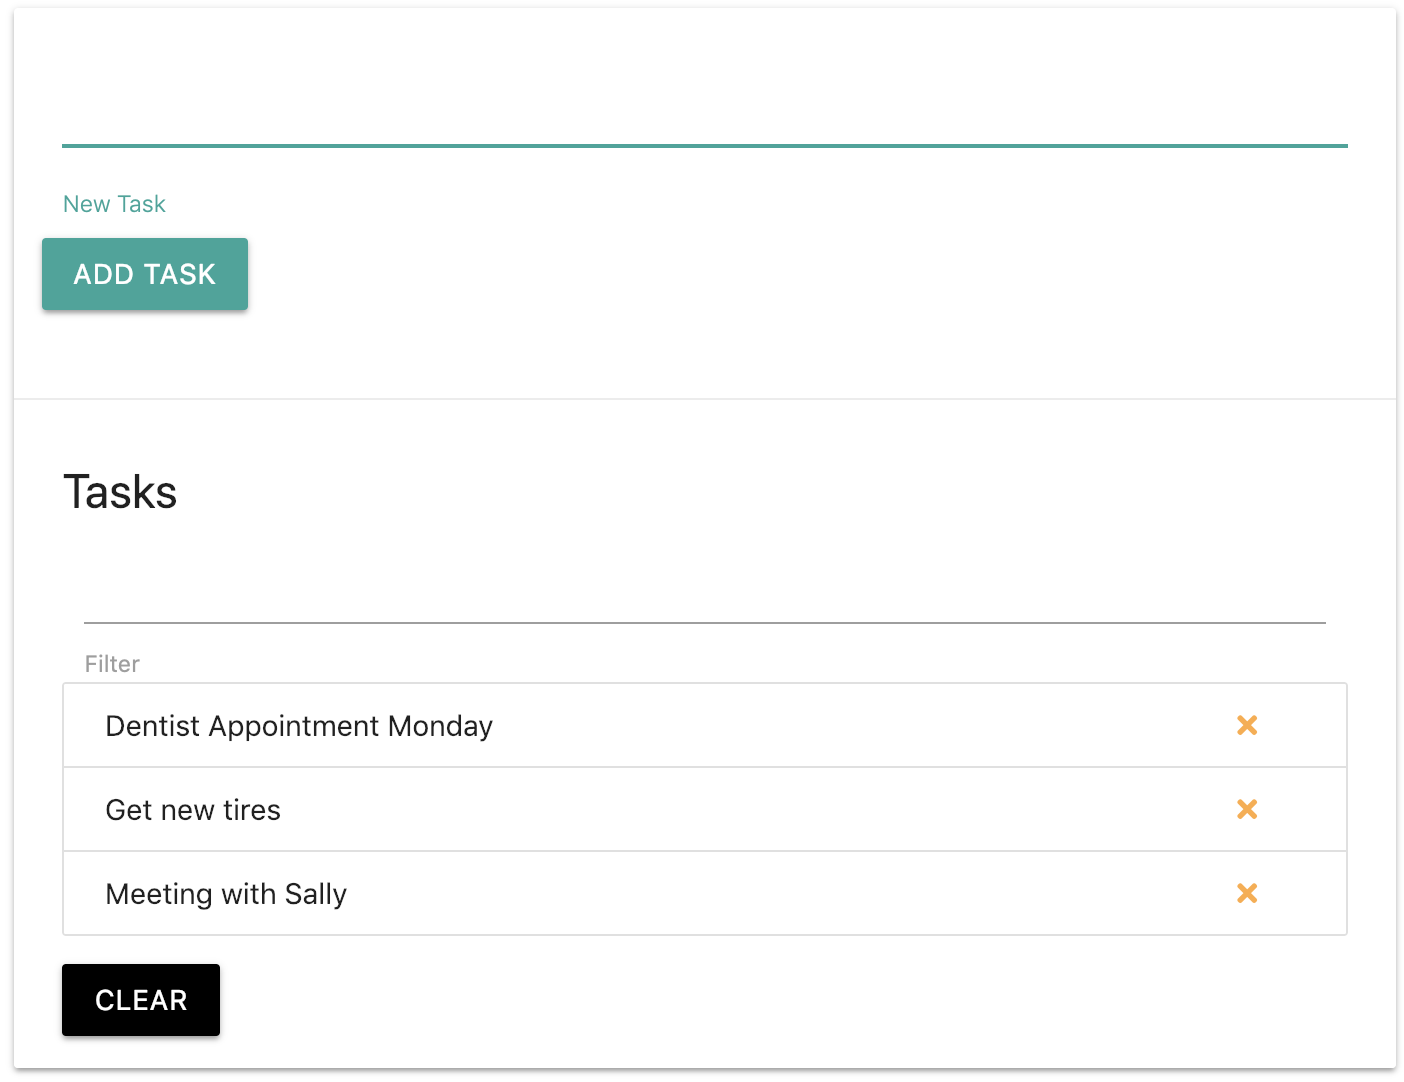 New Task
ADD TASK
Tasks
Filter
Dentist Appointment Monday
Get new tires
Meeting with Sally
CLEAR